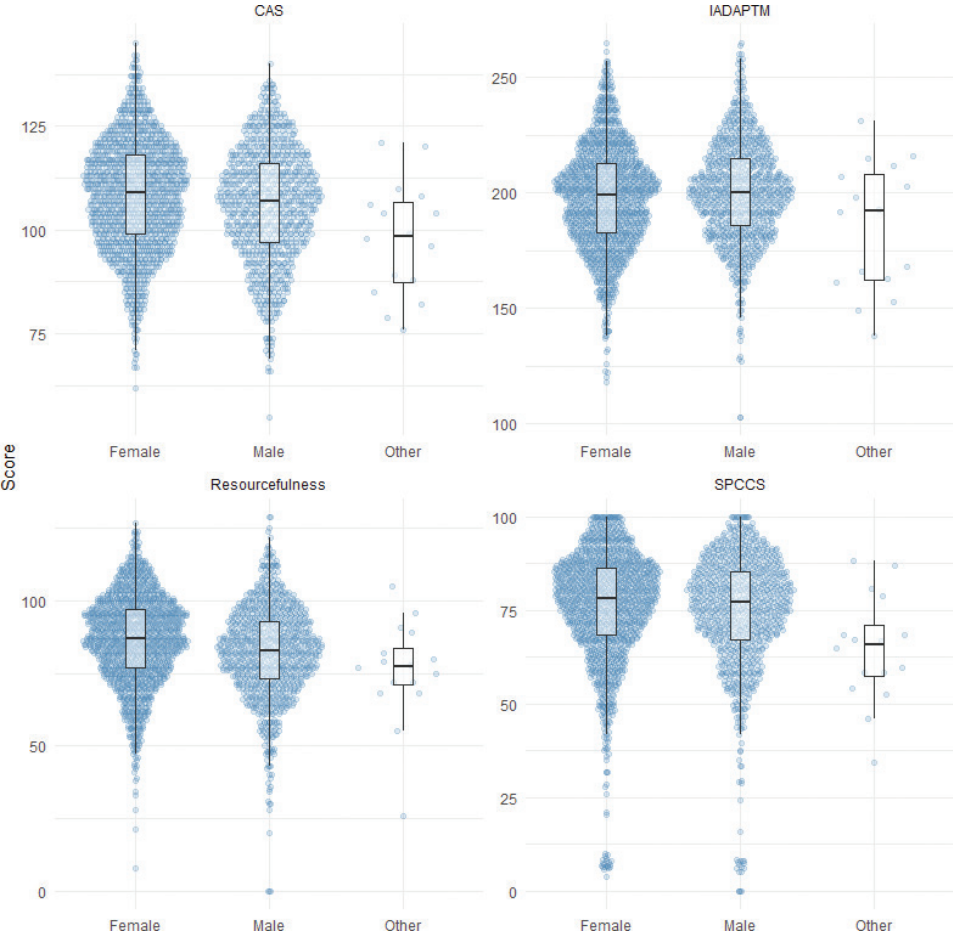 CAS
IADAPTM
125
100
75
250
200
150
100
Female Male Other
Female Male Other
Score
Resourcefulness
SPCCS
100
50
0
100
75
50
25
0
Female Male Other
Female Male Other